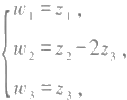 w₁ = z₁ ,
w₂ = z₂ − 2z₃ ,
w₃ = z₃ ,